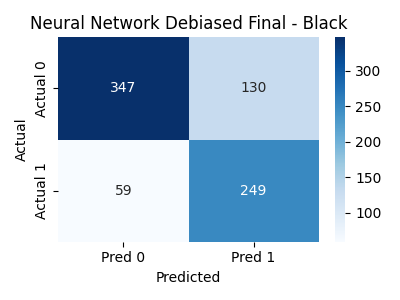 Neural Network Debiased Final - Black
Actual
Actual 0
347
130
Actual 1
59
249
Pred 0
Pred 1
Predicted
300
250
200
150
100